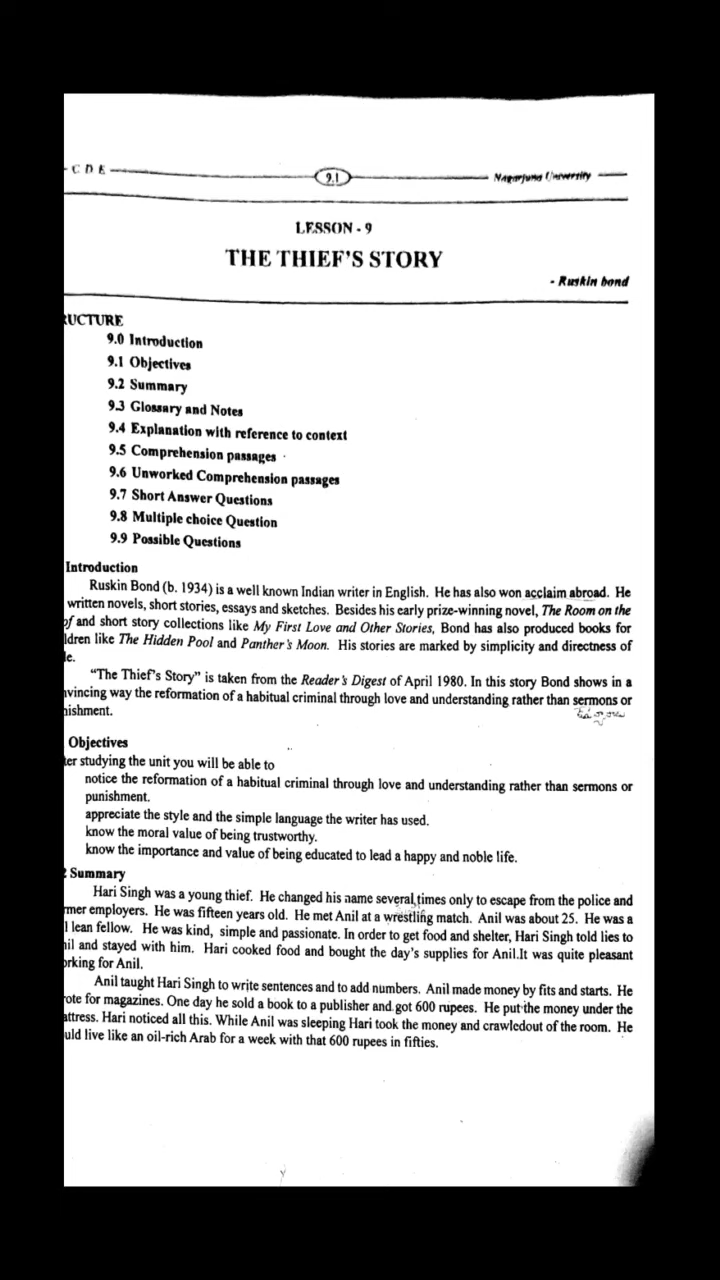 - C D E
9.1
Nagarjuna University
LESSON - 9
THE THIEF'S STORY
- Ruskin bond
RUCTURE
9.0 Introduction
9.1 Objectives
9.2 Summary
9.3 Glossary and Notes
9.4 Explanation with reference to context
9.5 Comprehension passages
9.6 Unworked Comprehension passages
9.7 Short Answer Questions
9.8 Multiple choice Question
9.9 Possible Questions
Introduction
Ruskin Bond (b. 1934) is a well known Indian writer in English. He has also won acclaim abroad. He
written novels, short stories, essays and sketches. Besides his early prize-winning novel, The Room on the
of and short story collections like My First Love and Other Stories, Bond has also produced books for
ldren like The Hidden Pool and Panther's Moon. His stories are marked by simplicity and directness of
le.
"The Thief's Story" is taken from the Reader's Digest of April 1980. In this story Bond shows in a
nvincing way the reformation of a habitual criminal through love and understanding rather than sermons or
nishment.
Objectives
ter studying the unit you will be able to
notice the reformation of a habitual criminal through love and understanding rather than sermons or
punishment.
appreciate the style and the simple language the writer has used.
know the moral value of being trustworthy.
know the importance and value of being educated to lead a happy and noble life.
2 Summary
Hari Singh was a young thief. He changed his name several times only to escape from the police and
rmer employers. He was fifteen years old. He met Anil at a wrestling match. Anil was about 25. He was a
l lean fellow. He was kind, simple and passionate. In order to get food and shelter, Hari Singh told lies to
nil and stayed with him. Hari cooked food and bought the day's supplies for Anil.It was quite pleasant
orking for Anil.
Anil taught Hari Singh to write sentences and to add numbers. Anil made money by fits and starts. He
ote for magazines. One day he sold a book to a publisher and got 600 rupees. He put the money under the
attress. Hari noticed all this. While Anil was sleeping Hari took the money and crawledout of the room. He
uld live like an oil-rich Arab for a week with that 600 rupees in fifties.